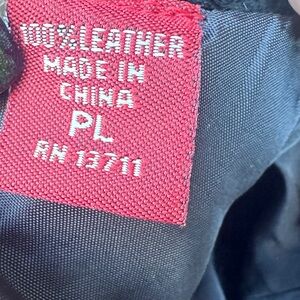 100% LEATHER
MADE IN
CHINA
PL
RN 13711